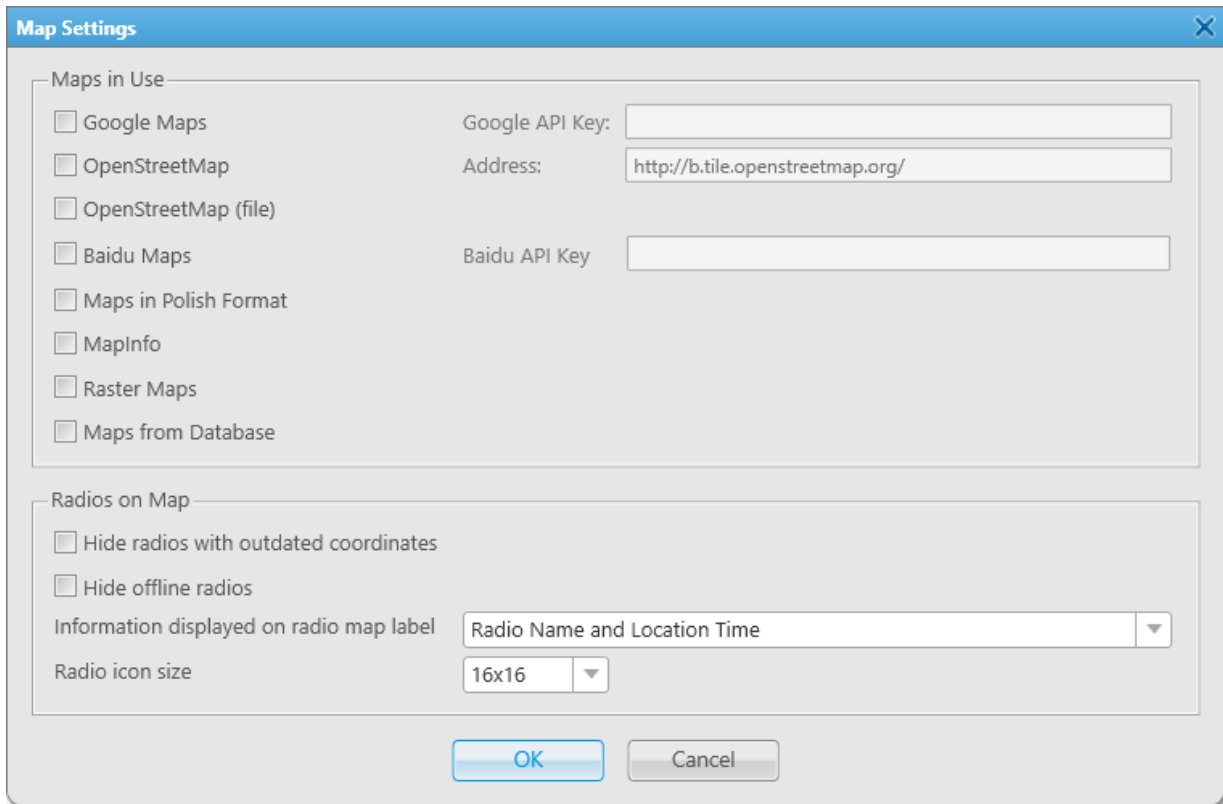 Map Settings
Maps in Use
Google Maps Google API Key:
OpenStreetMap Address: http://b.tile.openstreetmap.org/
OpenStreetMap (file)
Baidu Maps Baidu API Key
Maps in Polish Format
MapInfo
Raster Maps
Maps from Database
Radios on Map
Hide radios with outdated coordinates
Hide offline radios
Information displayed on radio map label Radio Name and Location Time
Radio icon size 16x16
OK Cancel